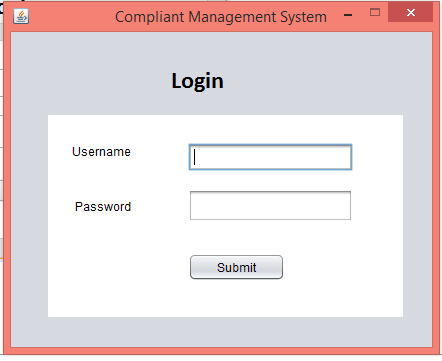 Compliant Management System
Login
Username
Password
Submit